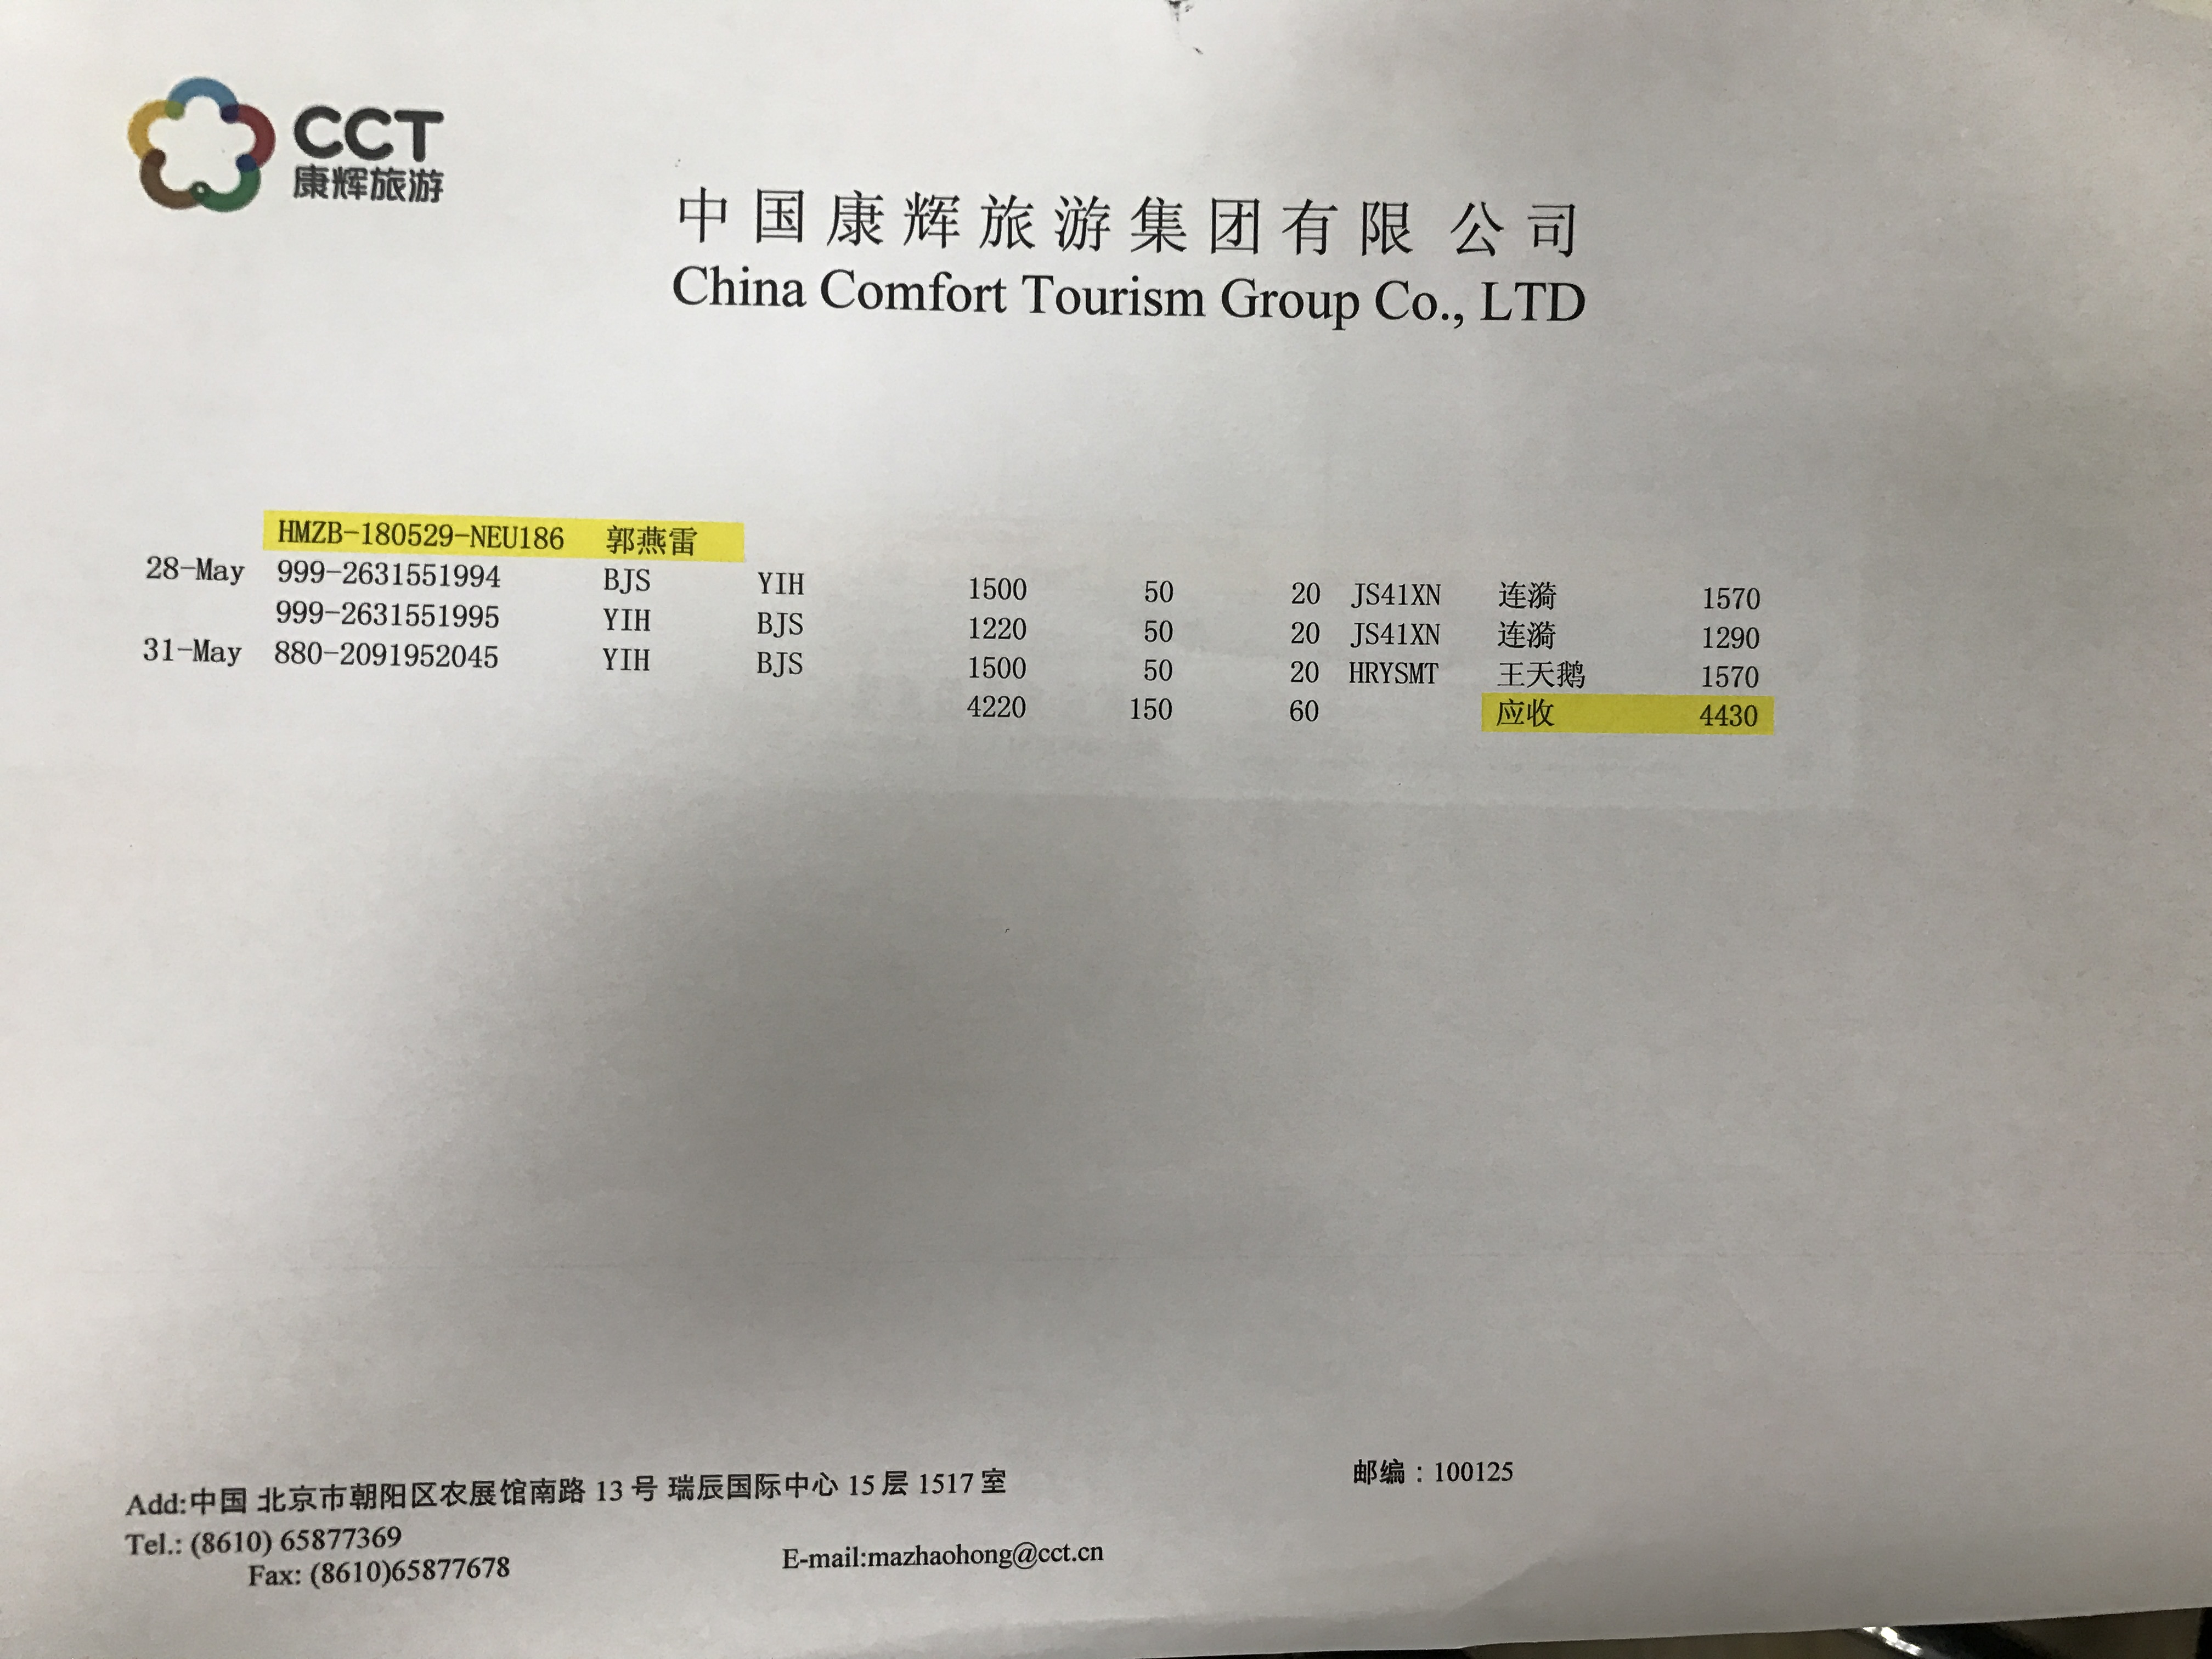 CCT
康辉旅游
中国康辉旅游集团有限 公司
China Comfort Tourism Group Co., LTD
HMZB-180529-NEU186 郭燕雷
28-May 999-2631551994 BJS YIH 1500 50 20 JS41XN 连漪 1570
999-2631551995 YIH BJS 1220 50 20 JS41XN 连漪 1290
31-May 880-2091952045 YIH BJS 1500 50 20 HRYSMT 王天鹅 1570
4220 150 60 应收 4430
Add:中国 北京市朝阳区农展馆南路 13 号 瑞辰国际中心 15 层 1517 室 邮编：100125
Tel.: (8610) 65877369
Fax: (8610)65877678 E-mail:mazhaohong@cct.cn